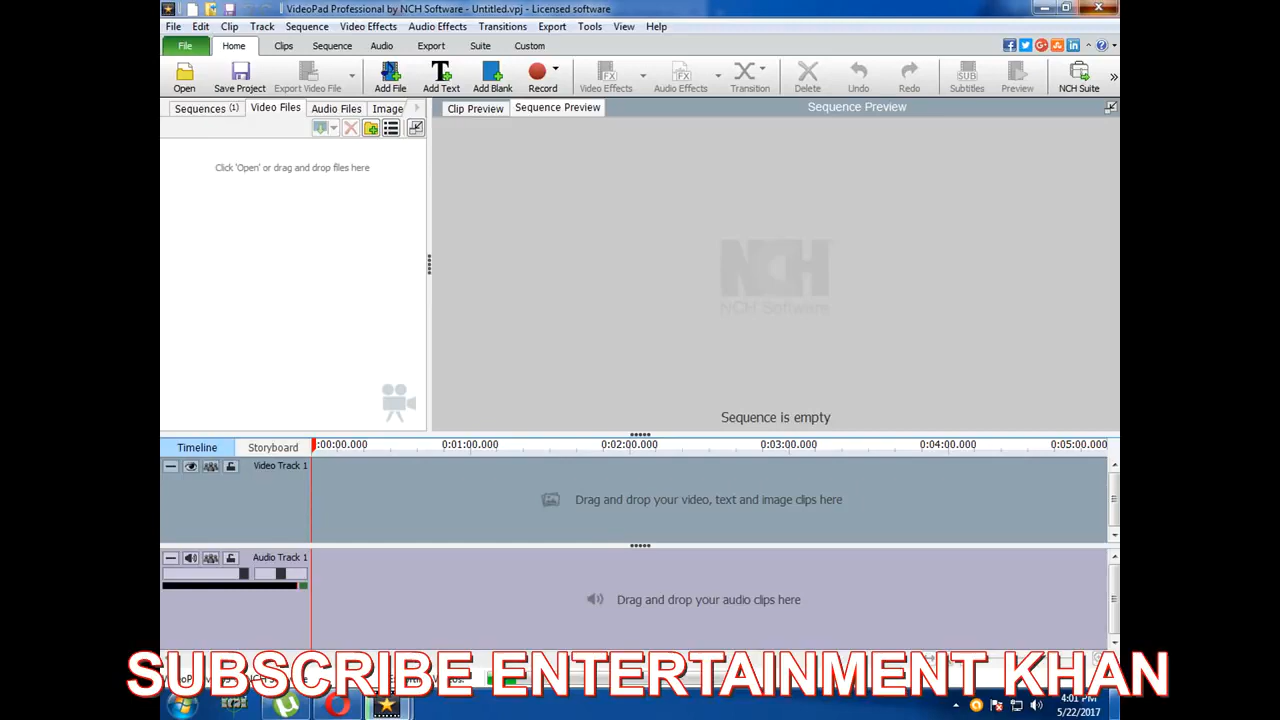 VideoPad Professional by NCH Software - Untitled.vpj - Licensed software
File Edit Clip Track Sequence Video Effects Audio Effects Transitions Export Tools View Help
File Home Clips Sequence Audio Export Suite Custom
Open Save Project Export Video File Add File Add Text Add Blank Record Video Effects Audio Effects Transition Delete Undo Redo Subtitles Preview NCH Suite
Sequences (1) Video Files Audio Files Image
Clip Preview Sequence Preview Sequence Preview
Click 'Open' or drag and drop files here
NCH
NCH Software
Sequence is empty
Timeline Storyboard :00:00.000 0:01:00.000 0:02:00.000 0:03:00.000 0:04:00.000 0:05:00.000
Video Track 1
Drag and drop your video, text and image clips here
Audio Track 1
Drag and drop your audio clips here
SUBSCRIBE ENTERTAINMENT KHAN
4:01 PM
5/22/2017